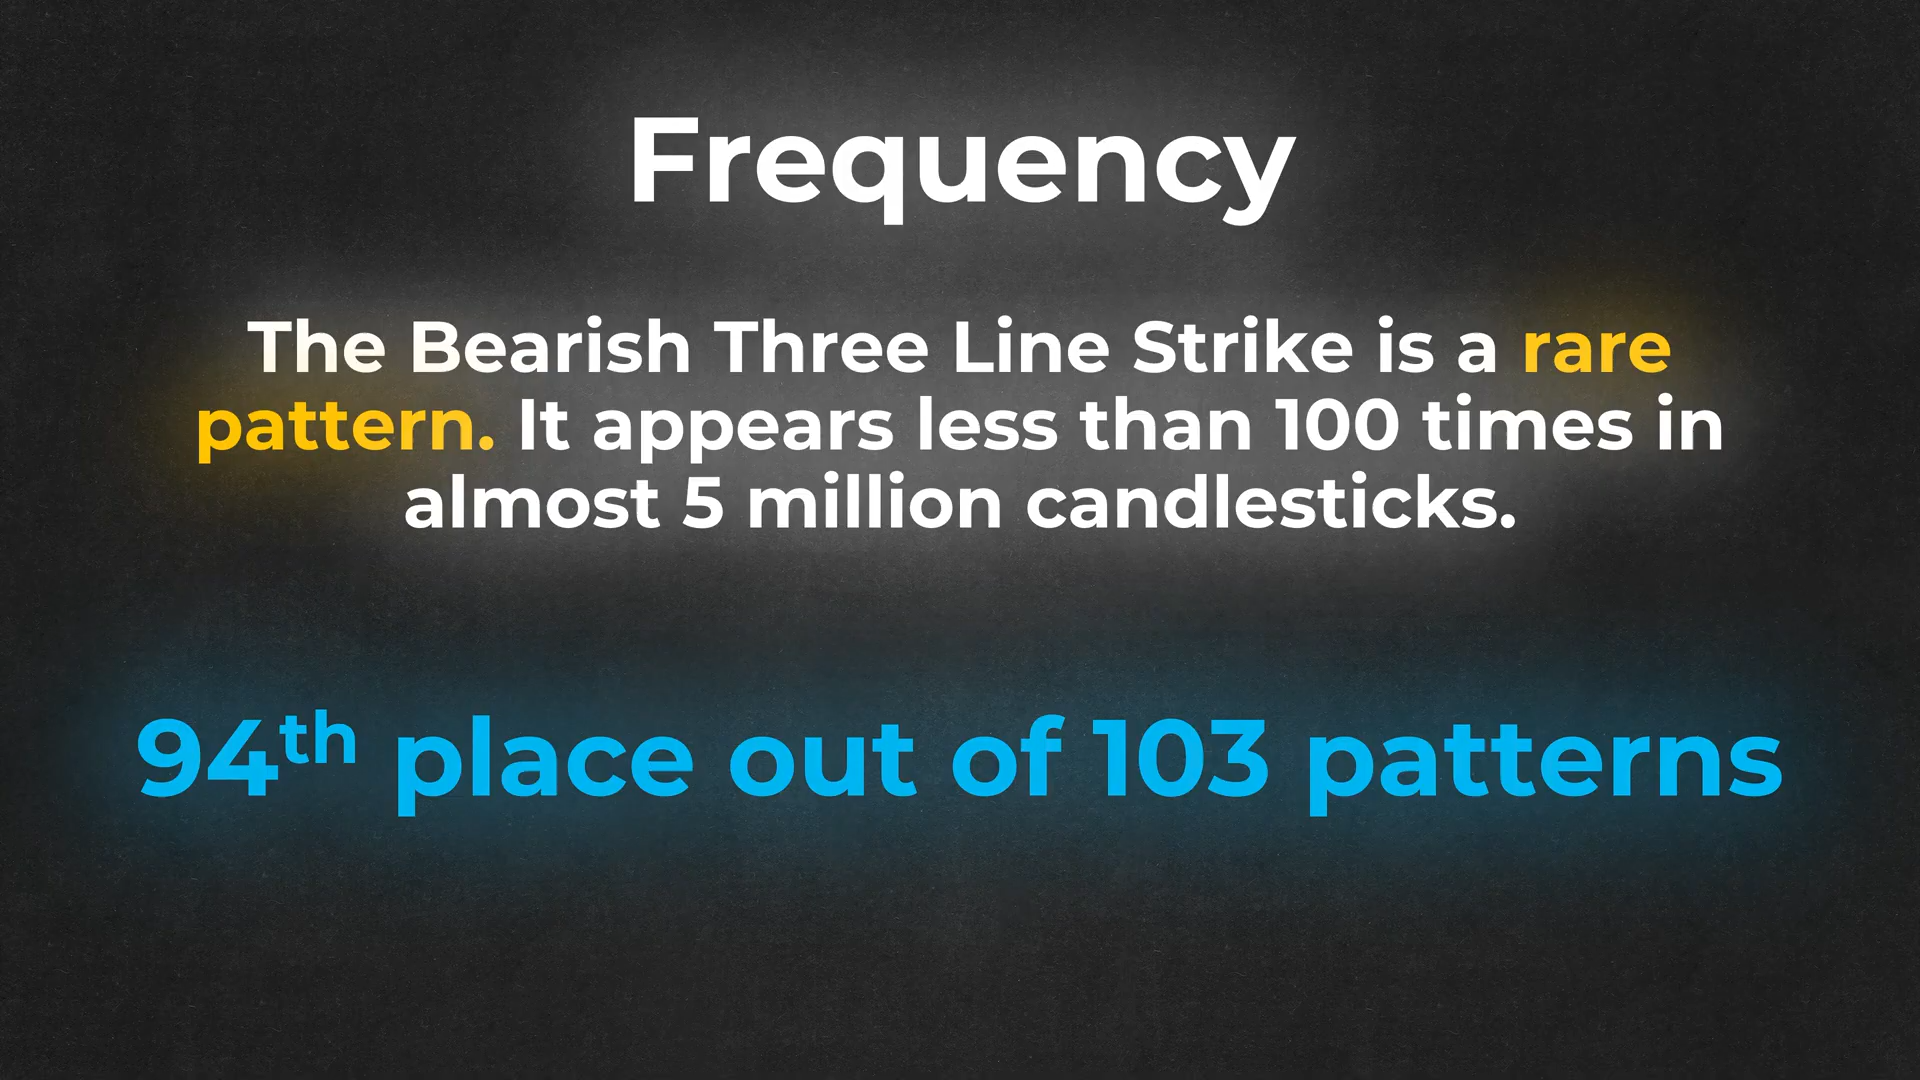 Frequency
The Bearish Three Line Strike is a rare
pattern. It appears less than 100 times in
almost 5 million candlesticks.
94th place out of 103 patterns